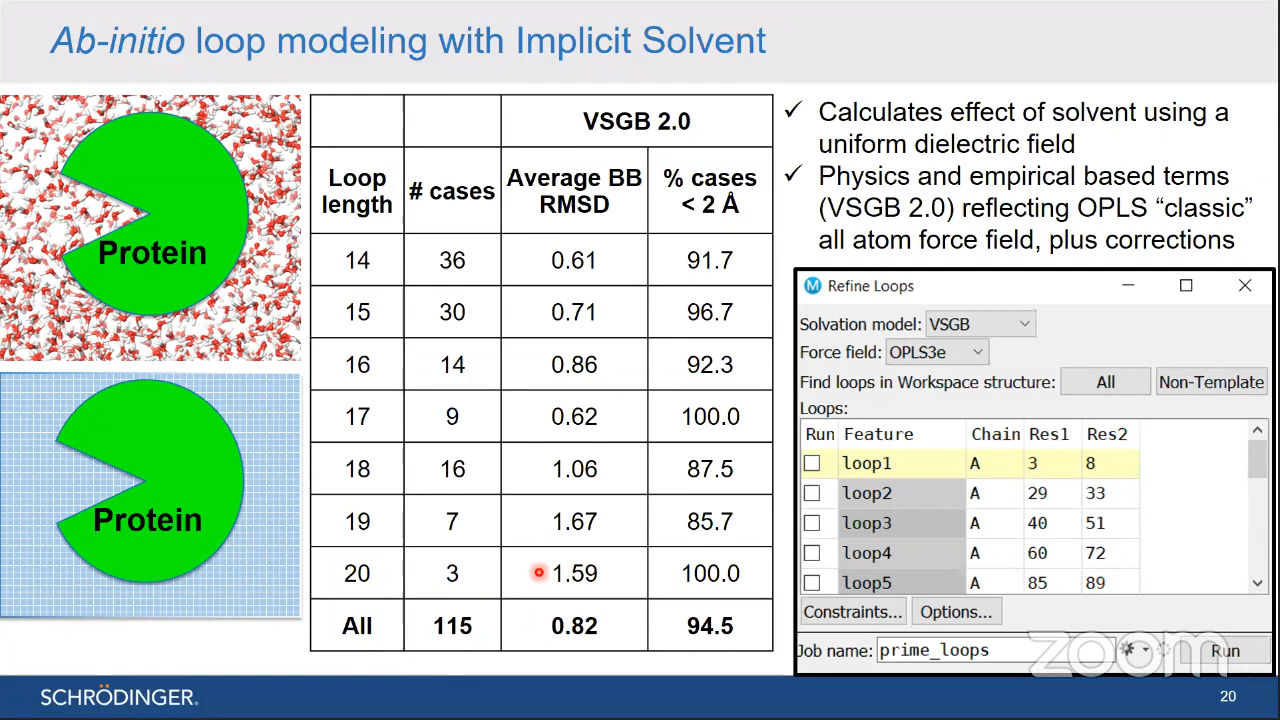 Ab-initio loop modeling with Implicit Solvent
Protein
Protein
VSGB 2.0
Loop length # cases Average BB RMSD % cases < 2 Å
14 36 0.61 91.7
15 30 0.71 96.7
16 14 0.86 92.3
17 9 0.62 100.0
18 16 1.06 87.5
19 7 1.67 85.7
20 3 1.59 100.0
All 115 0.82 94.5
✓ Calculates effect of solvent using a
uniform dielectric field
✓ Physics and empirical based terms
(VSGB 2.0) reflecting OPLS “classic”
all atom force field, plus corrections
M Refine Loops
Solvation model: VSGB
Force field: OPLS3e
Find loops in Workspace structure: All Non-Template
Loops:
Run Feature Chain Res1 Res2
loop1 A 3 8
loop2 A 29 33
loop3 A 40 51
loop4 A 60 72
loop5 A 85 89
Constraints... Options...
Job name: prime_loops Run
zoom
SCHRÖDINGER.
20